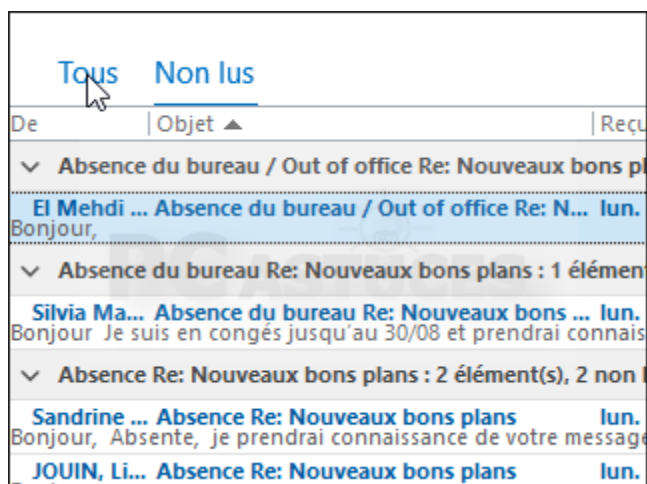 Tous Non lus
De Objet Reçu
Absence du bureau / Out of office Re: Nouveaux bons pl
El Mehdi ... Absence du bureau / Out of office Re: N... lun.
Bonjour,
PC ASTUCES
Absence du bureau Re: Nouveaux bons plans : 1 élément
Silvia Ma... Absence du bureau Re: Nouveaux bons ... lun.
Bonjour Je suis en congés jusqu'au 30/08 et prendrai connais
Absence Re: Nouveaux bons plans : 2 élément(s), 2 non l
Sandrine ... Absence Re: Nouveaux bons plans lun.
Bonjour, Absente, je prendrai connaissance de votre message
JOUIN, Li... Absence Re: Nouveaux bons plans lun.